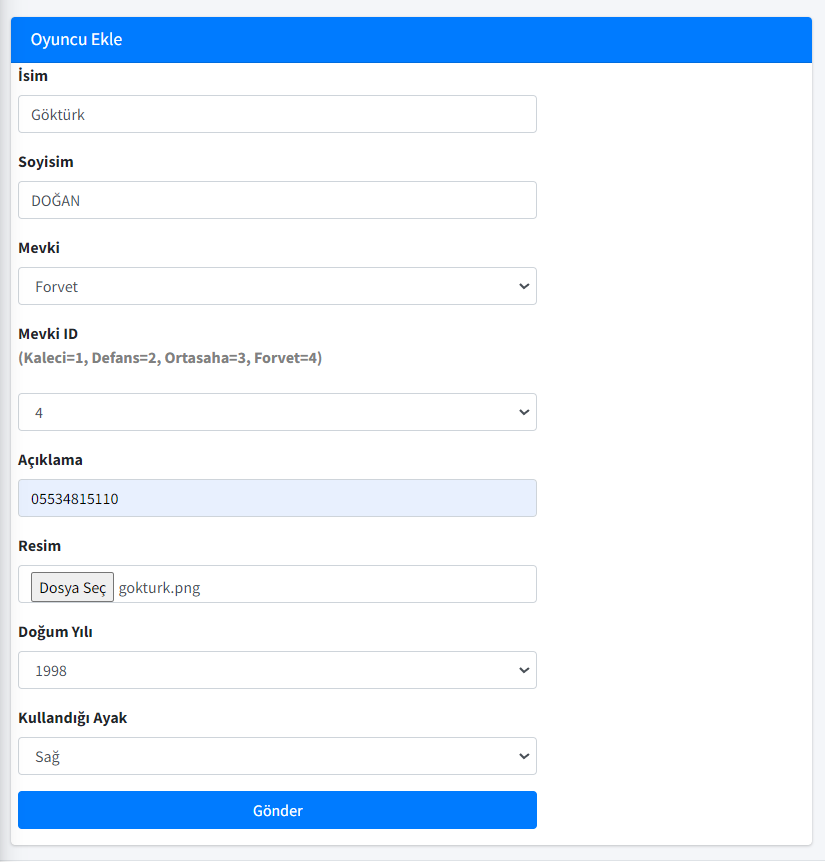 Oyuncu Ekle
İsim
Göktürk
Soyisim
DOĞAN
Mevki
Forvet
Mevki ID
(Kaleci=1, Defans=2, Ortasaha=3, Forvet=4)
4
Açıklama
05534815110
Resim
Dosya Seç gokturk.png
Doğum Yılı
1998
Kullandığı Ayak
Sağ
Gönder